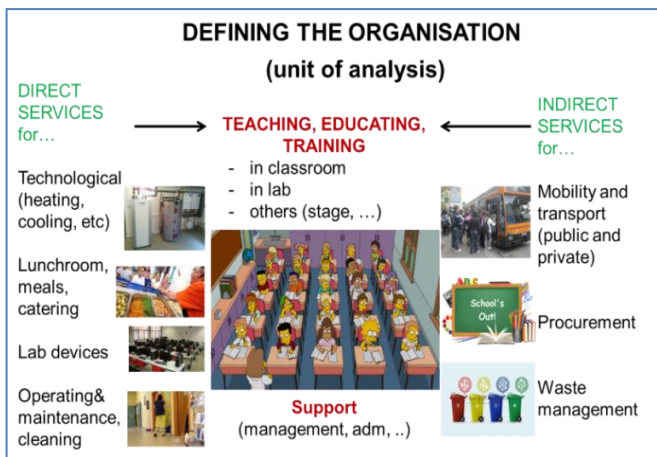 DEFINING THE ORGANISATION
(unit of analysis)
DIRECT
SERVICES
for…
TEACHING, EDUCATING,
TRAINING
- in classroom
- in lab
- others (stage, …)
INDIRECT
SERVICES
for…
Technological
(heating,
cooling, etc)
Lunchroom,
meals,
catering
Lab devices
Operating&
maintenance,
cleaning
Support
(management, adm, ..)
Mobility and
transport
(public and
private)
ABC
School's
Out!
Procurement
Waste
management